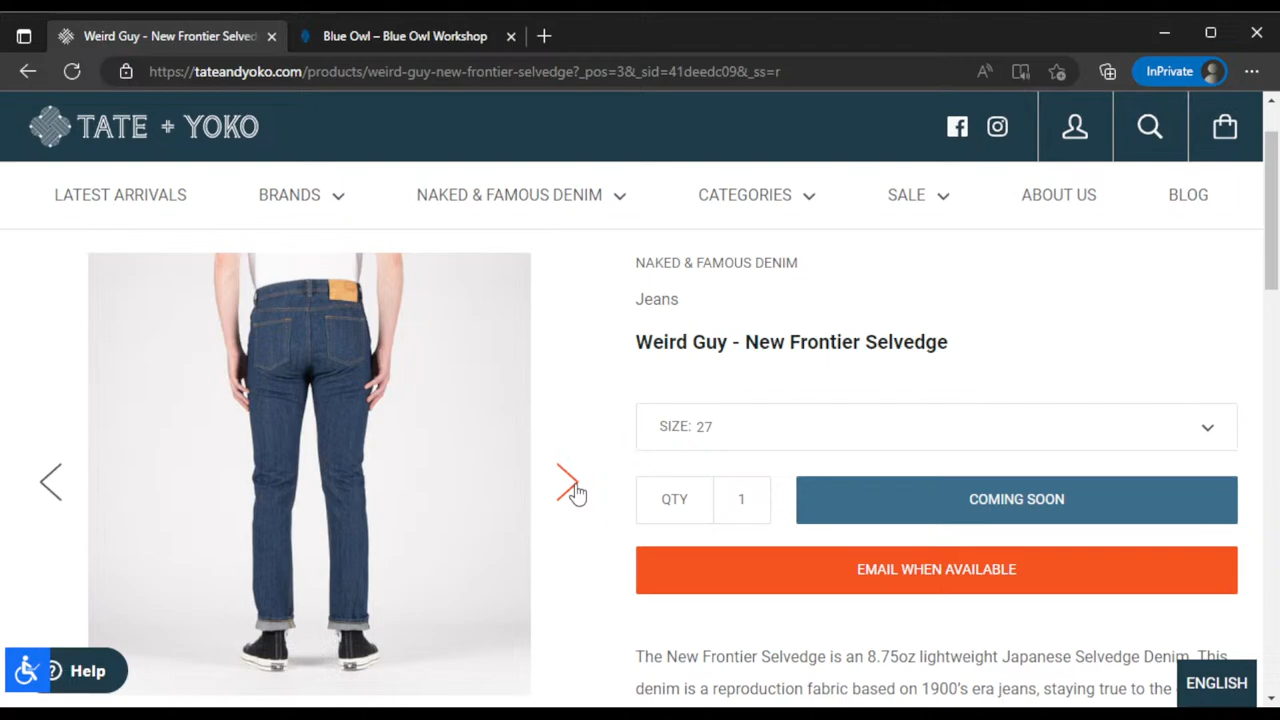 Weird Guy - New Frontier Selved
Blue Owl – Blue Owl Workshop
https://tateandyoko.com/products/weird-guy-new-frontier-selvedge?_pos=3&_sid=41deedc09&_ss=r
InPrivate
TATE + YOKO
LATEST ARRIVALS
BRANDS
NAKED & FAMOUS DENIM
CATEGORIES
SALE
ABOUT US
BLOG
NAKED & FAMOUS DENIM
Jeans
Weird Guy - New Frontier Selvedge
SIZE: 27
QTY 1
COMING SOON
EMAIL WHEN AVAILABLE
The New Frontier Selvedge is an 8.75oz lightweight Japanese Selvedge Denim. This
denim is a reproduction fabric based on 1900's era jeans, staying true to the
Help
ENGLISH